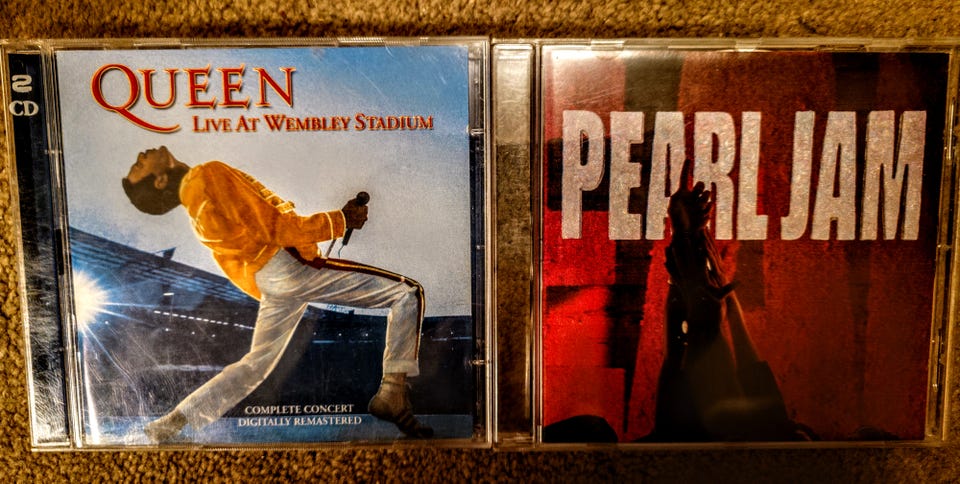 2
CD
QUEEN
LIVE AT WEMBLEY STADIUM
COMPLETE CONCERT
DIGITALLY REMASTERED
PEARL JAM